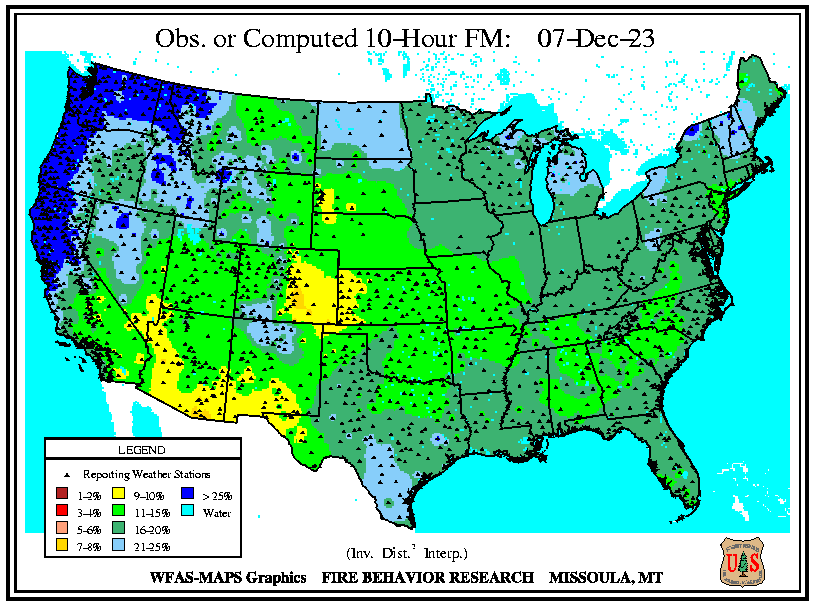 Obs. or Computed 10-Hour FM: 07-Dec-23
LEGEND
Reporting Weather Stations
1-2% 9-10% > 25%
3-4% 11-15% Water
5-6% 16-20%
7-8% 21-25%
(Inv. Dist.² Interp.)
WFAS-MAPS Graphics FIRE BEHAVIOR RESEARCH MISSOULA, MT
U S